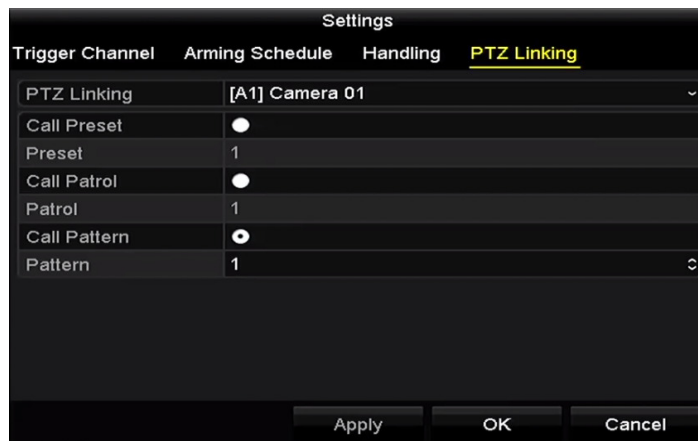 Settings
Trigger Channel Arming Schedule Handling PTZ Linking
PTZ Linking [A1] Camera 01
Call Preset
Preset 1
Call Patrol
Patrol 1
Call Pattern
Pattern 1
Apply OK Cancel